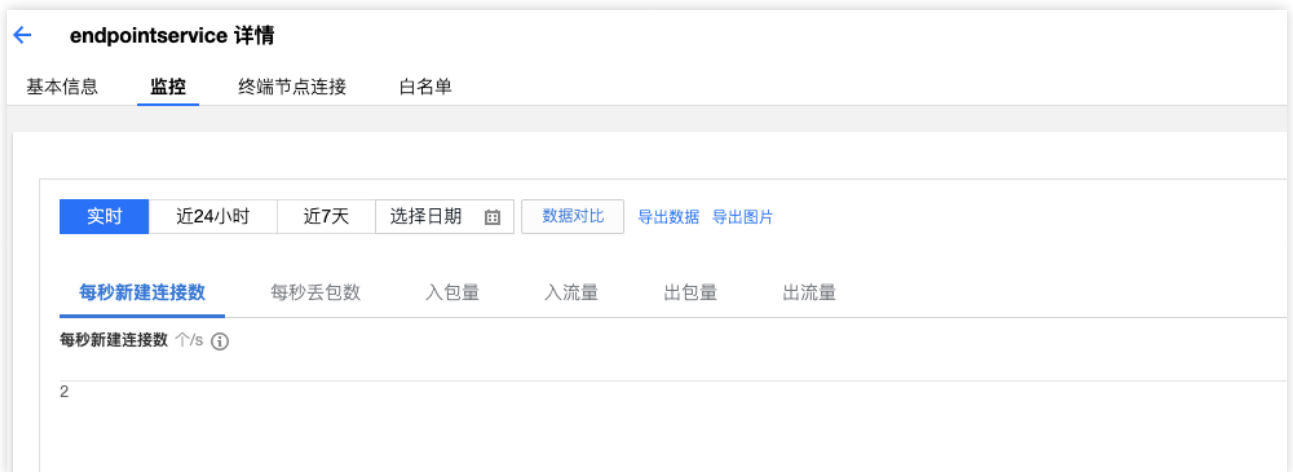 endpointservice 详情
基本信息 监控 终端节点连接 白名单
实时 近24小时 近7天 选择日期 数据对比 导出数据 导出图片
每秒新建连接数 每秒丢包数 入包量 入流量 出包量 出流量
每秒新建连接数 个/s
2